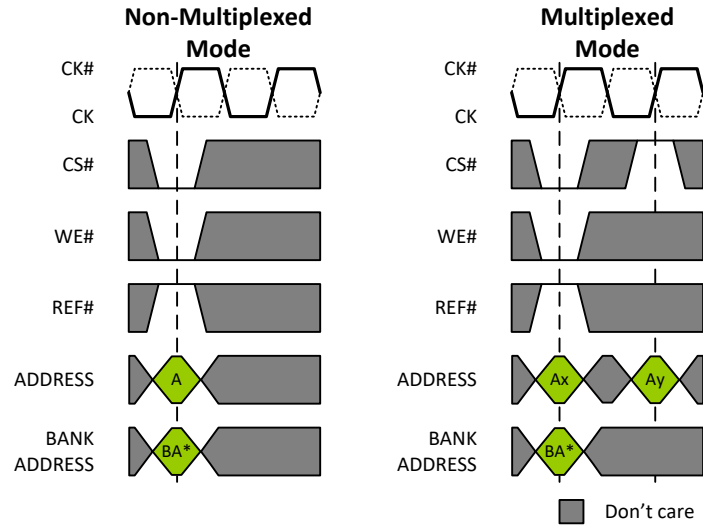 Non-Multiplexed
Mode
CK#
CK
CS#
WE#
REF#
ADDRESS
A
BANK
ADDRESS
BA*
Multiplexed
Mode
CK#
CK
CS#
WE#
REF#
ADDRESS
Ax
Ay
BANK
ADDRESS
BA*
Don't care